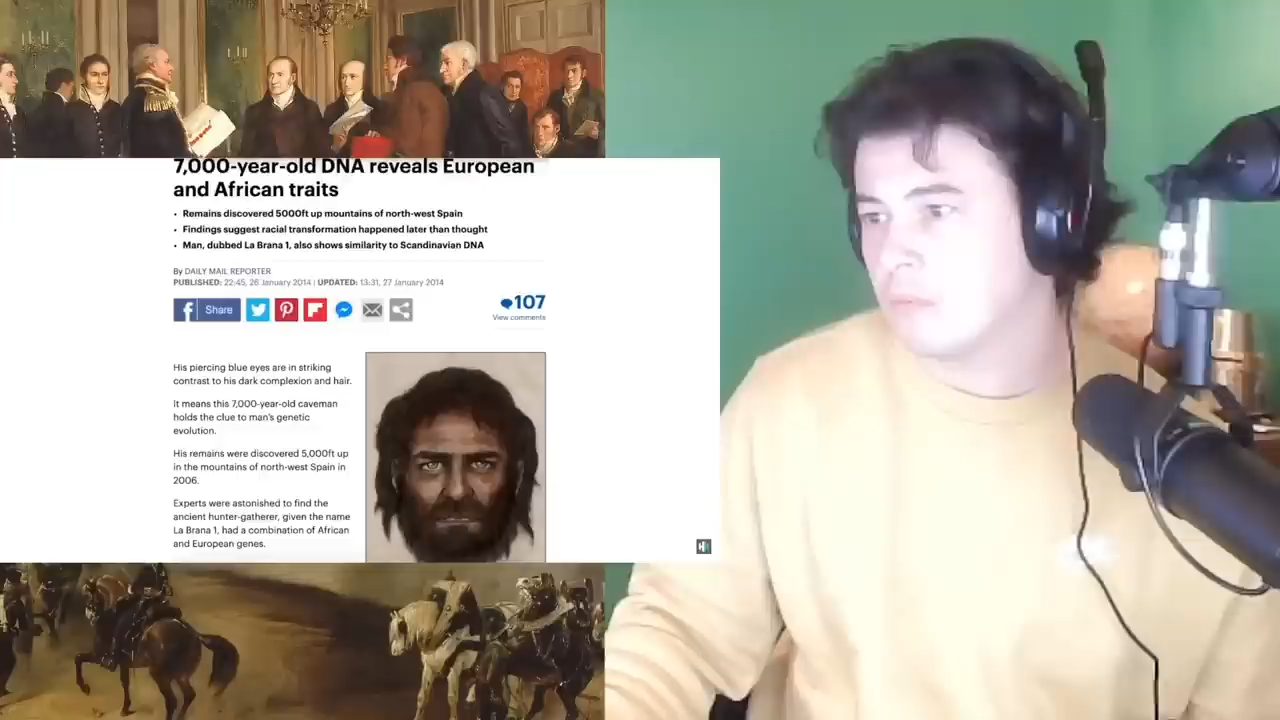 7,000-year-old DNA reveals European
and African traits
• Remains discovered 5000ft up mountains of north-west Spain
• Findings suggest racial transformation happened later than thought
• Man, dubbed La Brana 1, also shows similarity to Scandinavian DNA
By DAILY MAIL REPORTER
PUBLISHED: 22:45, 26 January 2014 | UPDATED: 13:31, 27 January 2014
Share
107
View comments
His piercing blue eyes are in striking
contrast to his dark complexion and hair.
It means this 7,000-year-old caveman
holds the clue to man's genetic
evolution.
His remains were discovered 5,000ft up
in the mountains of north-west Spain in
2006.
Experts were astonished to find the
ancient hunter-gatherer, given the name
La Brana 1, had a combination of African
and European genes.